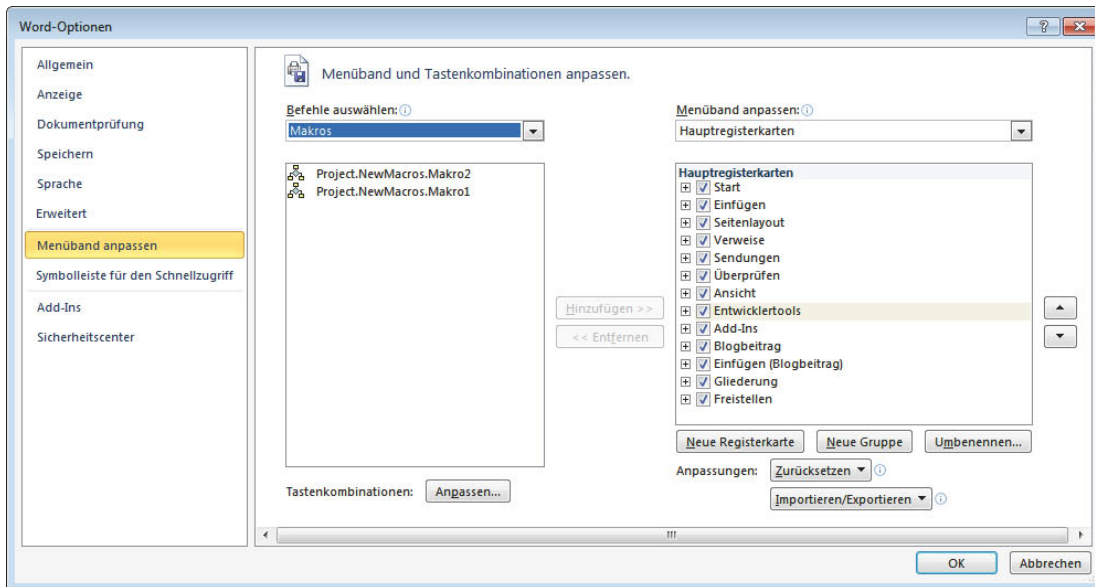 Word-Optionen
Allgemein
Anzeige
Dokumentprüfung
Speichern
Sprache
Erweitert
Menüband anpassen
Symbolleiste für den Schnellzugriff
Add-Ins
Sicherheitscenter
Menüband und Tastenkombinationen anpassen.
Befehle auswählen:
Makros
Project.NewMacros.Makro2
Project.NewMacros.Makro1
Tastenkombinationen: Anpassen...
Hinzufügen >>
<< Entfernen
Menüband anpassen:
Hauptregisterkarten
Hauptregisterkarten
Start
Einfügen
Seitenlayout
Verweise
Sendungen
Überprüfen
Ansicht
Entwicklertools
Add-Ins
Blogbeitrag
Einfügen (Blogbeitrag)
Gliederung
Freistellen
Neue Registerkarte Neue Gruppe Umbenennen...
Anpassungen: Zurücksetzen
Importieren/Exportieren
OK Abbrechen